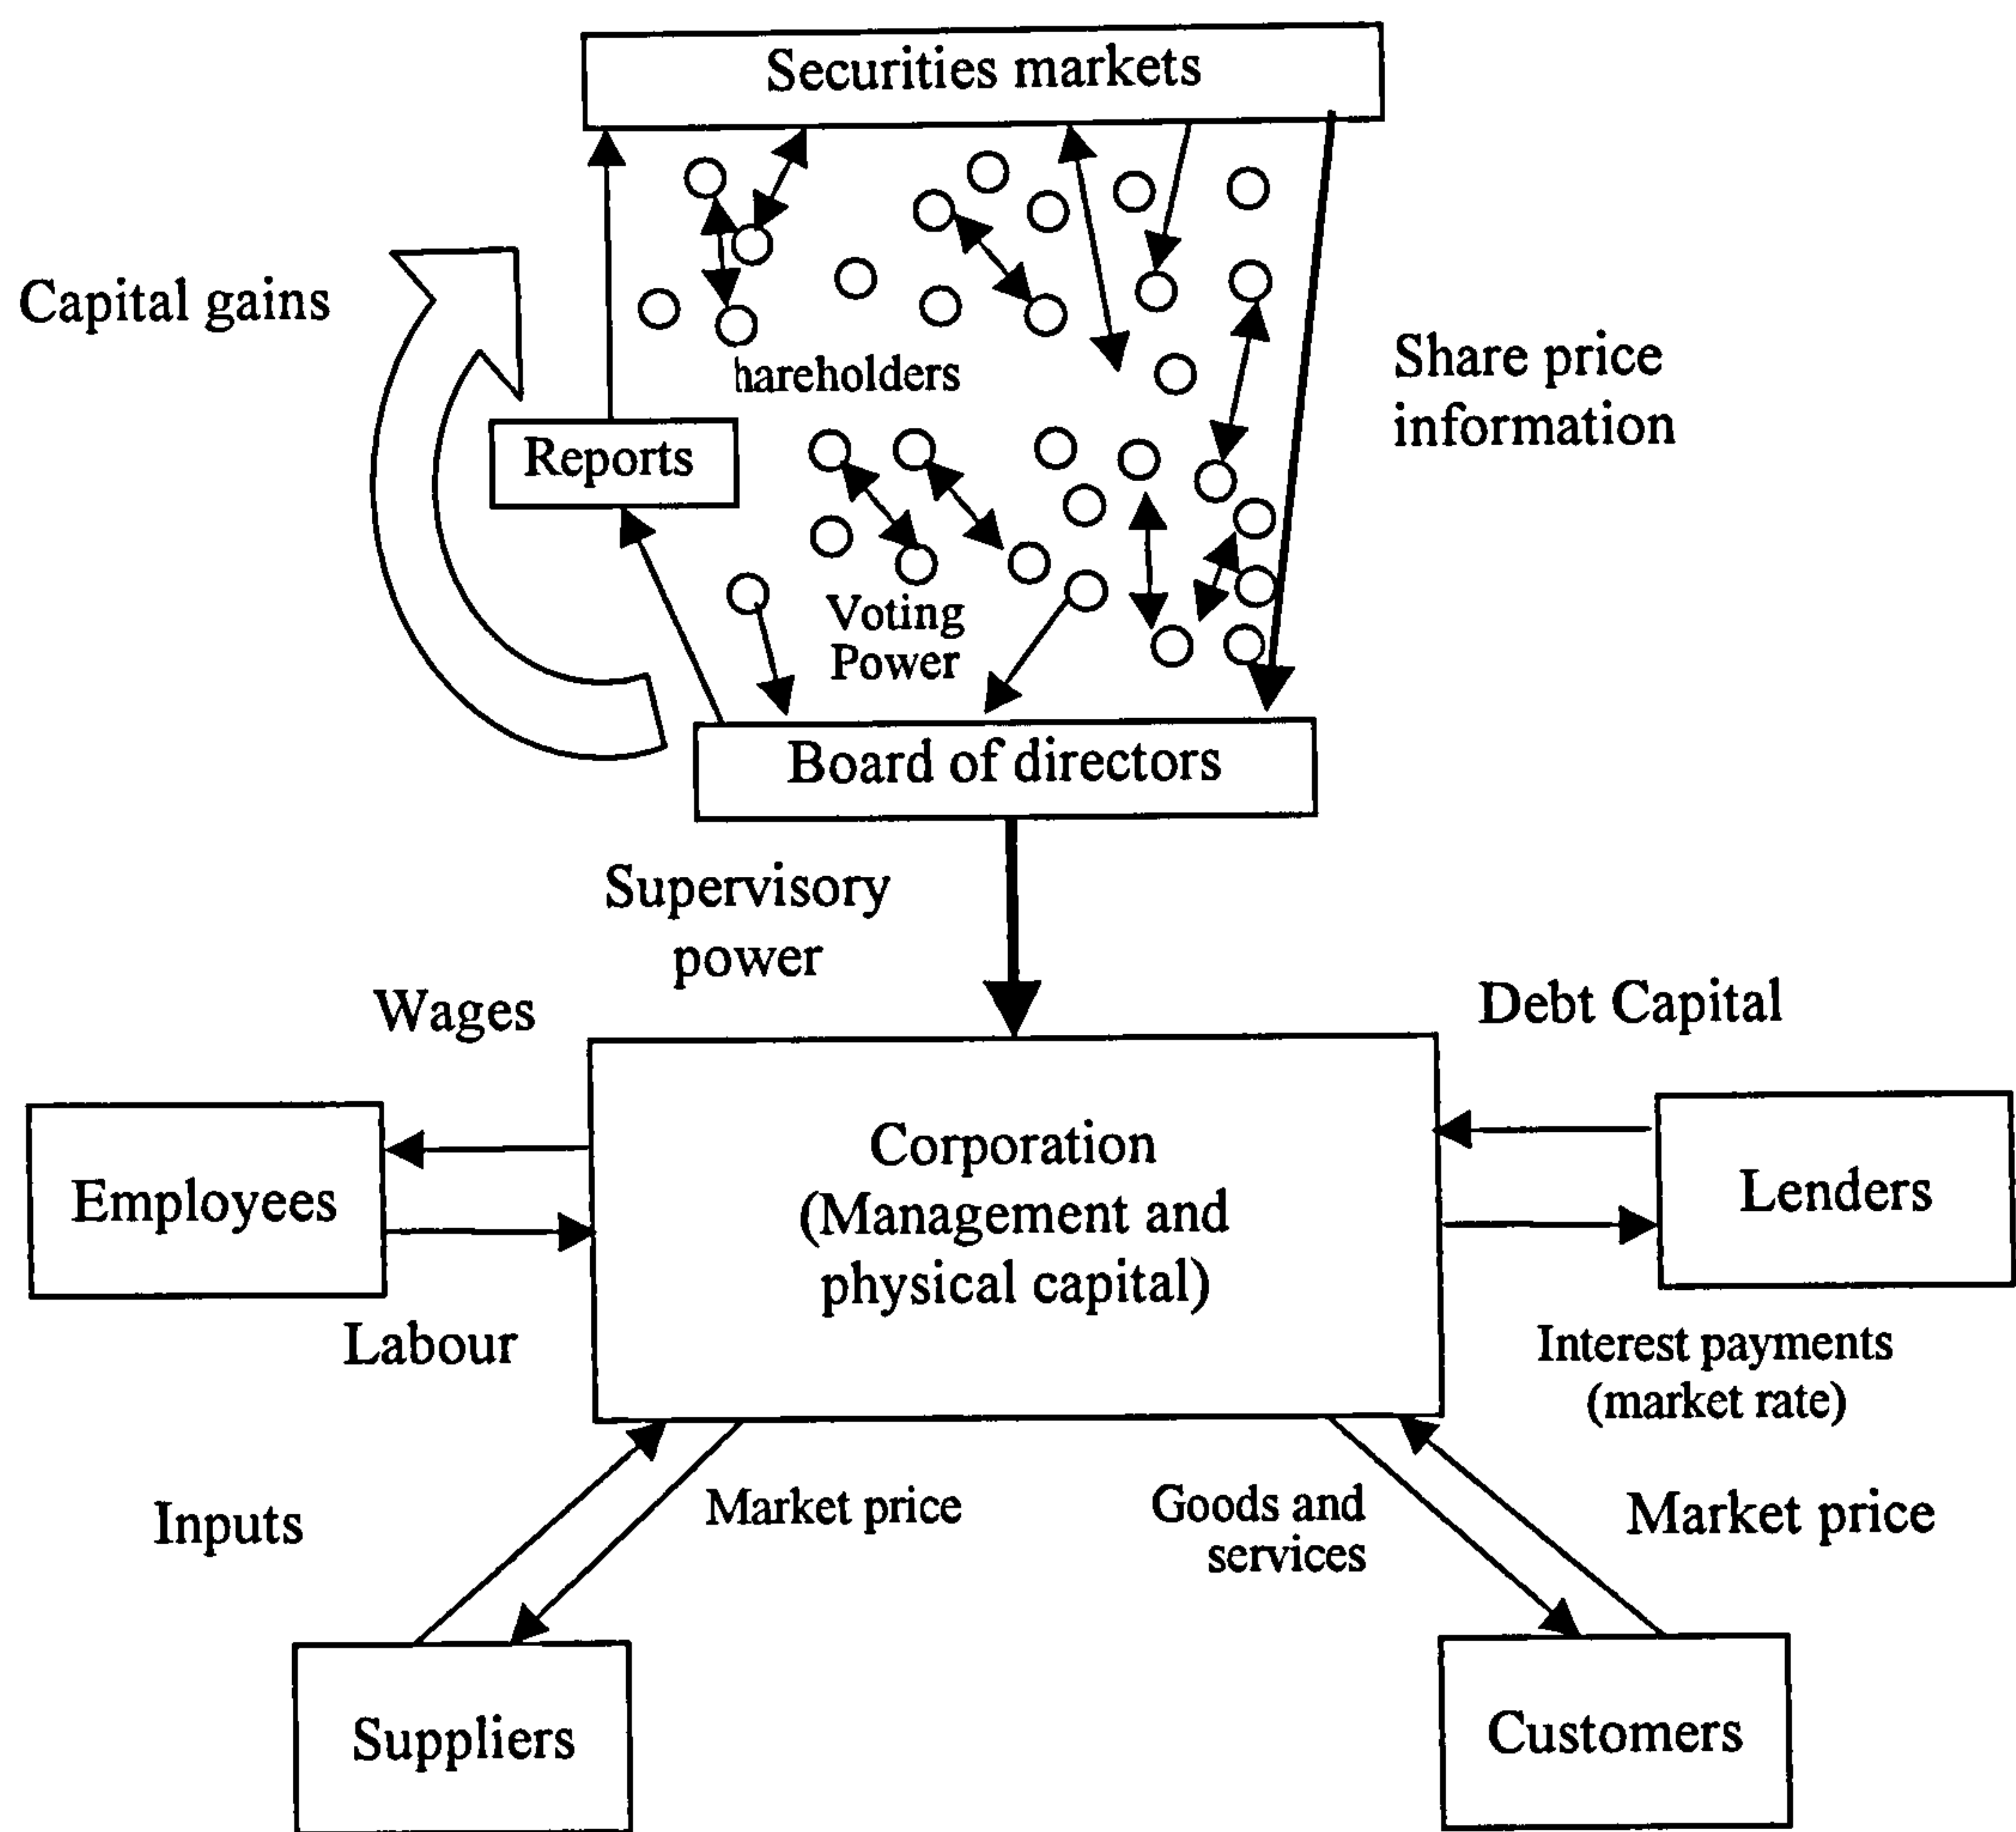 Securities markets
Capital gains
Share price
information
hareholders
Reports
Voting
Power
Board of directors
Supervisory
power
Wages
Debt Capital
Employees
Corporation
(Management and
physical capital)
Lenders
Labour
Interest payments
(market rate)
Inputs
Market price
Goods and
services
Market price
Suppliers
Customers